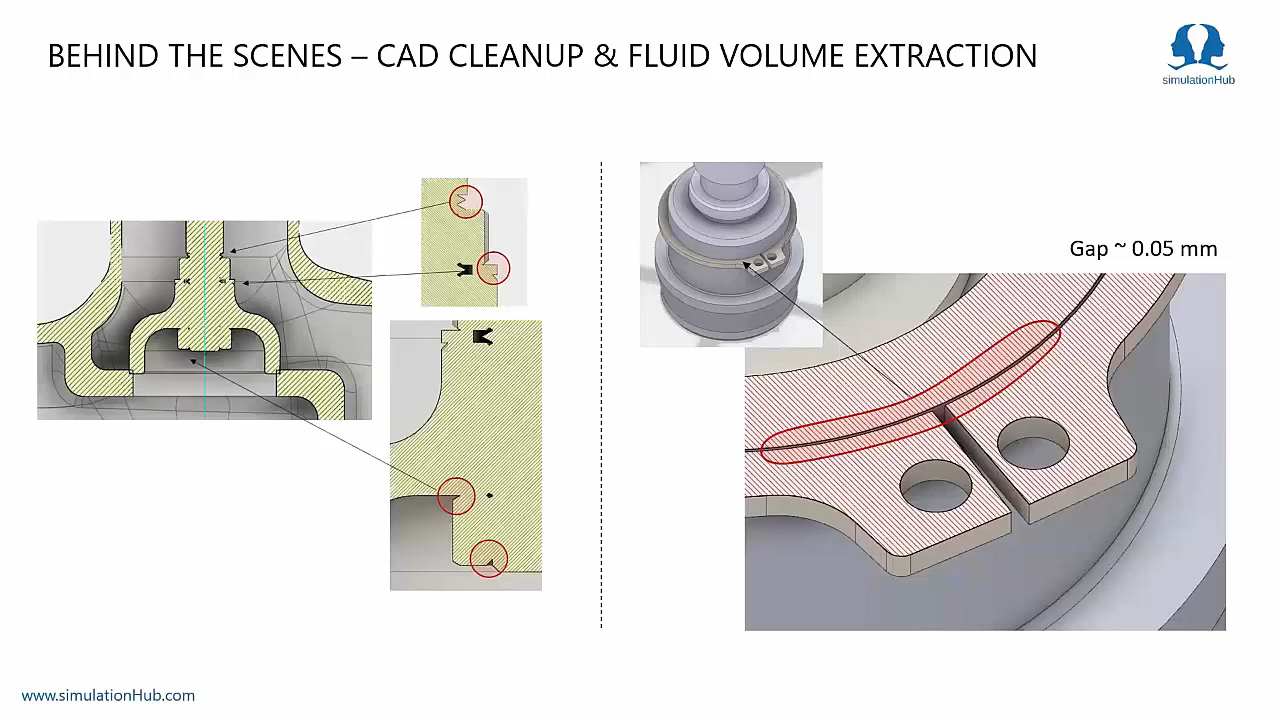 BEHIND THE SCENES – CAD CLEANUP & FLUID VOLUME EXTRACTION
simulationHub
Gap ~ 0.05 mm
www.simulationHub.com